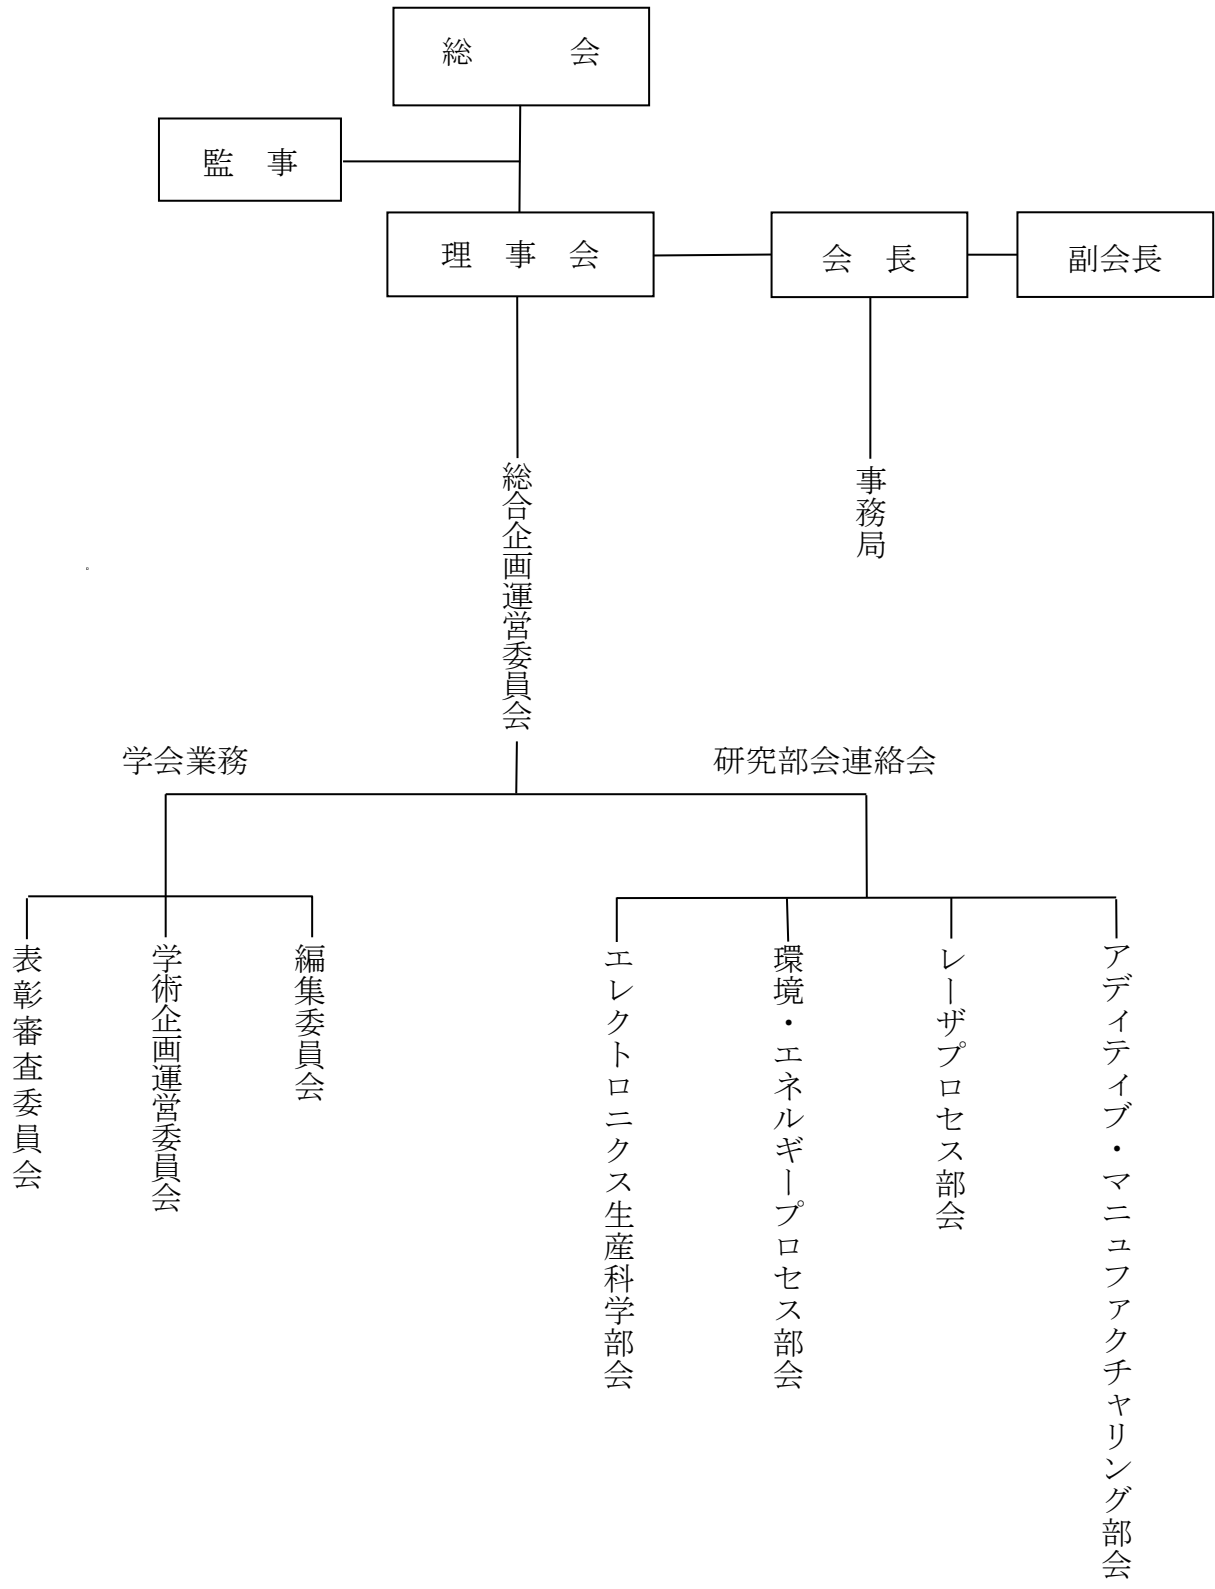 総　　　会
監　事
理　事　会
会　長
副会長
総合企画運営委員会
事務局
学会業務
研究部会連絡会
表彰審査委員会
学術企画運営委員会
編集委員会
エレクトロニクス生産科学部会
環境・エネルギープロセス部会
レーザプロセス部会
アディティブ・マニュファクチャリング部会